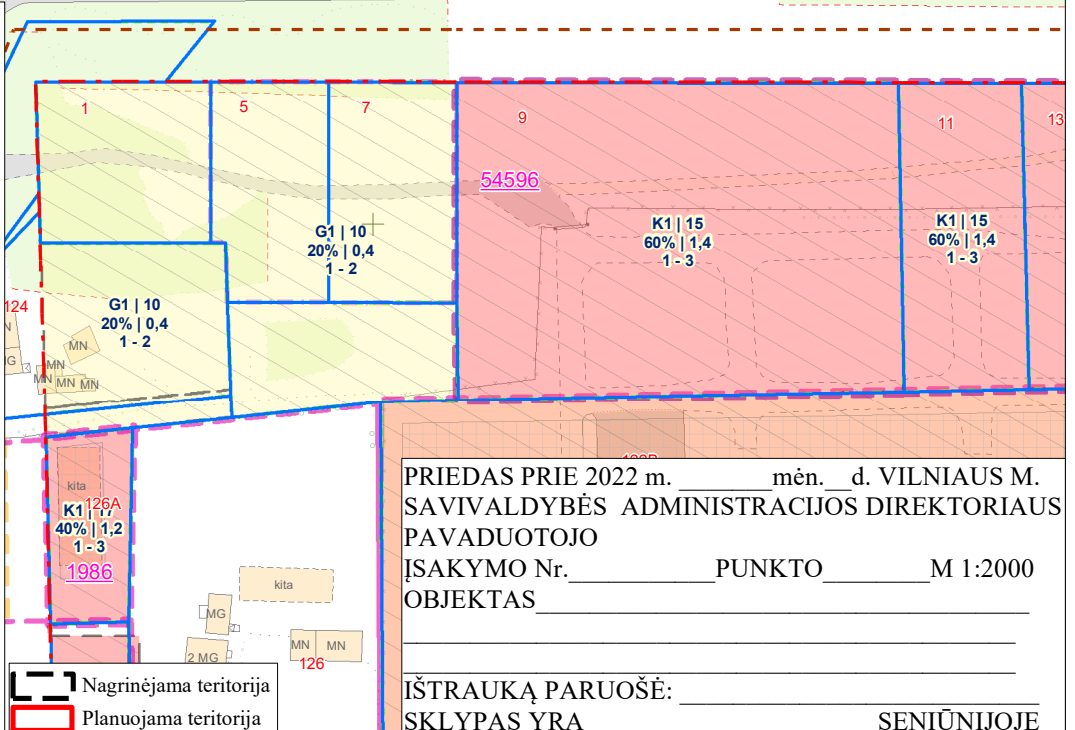 1
5
7
9
11
13
54596
G1 | 10
20% | 0,4
1 - 2
K1 | 15
60% | 1,4
1 - 3
K1 | 15
60% | 1,4
1 - 3
G1 | 10
20% | 0,4
1 - 2
124
MN
MN
MN
MN
MN
kita
126A
K1 | 17
40% | 1,2
1 - 3
1986
kita
MG
MN
MN
2 MG
126
PRIEDAS PRIE 2022 m. ________mėn.__d. VILNIAUS M.
SAVIVALDYBĖS ADMINISTRACIJOS DIREKTORIAUS
PAVADUOTOJO
ĮSAKYMO Nr.___________PUNKTO________M 1:2000
OBJEKTAS
IŠTRAUKĄ PARUOŠĖ:
SKLYPAS YRA SENIŪNIJOJE
Nagrinėjama teritorija
Planuojama teritorija